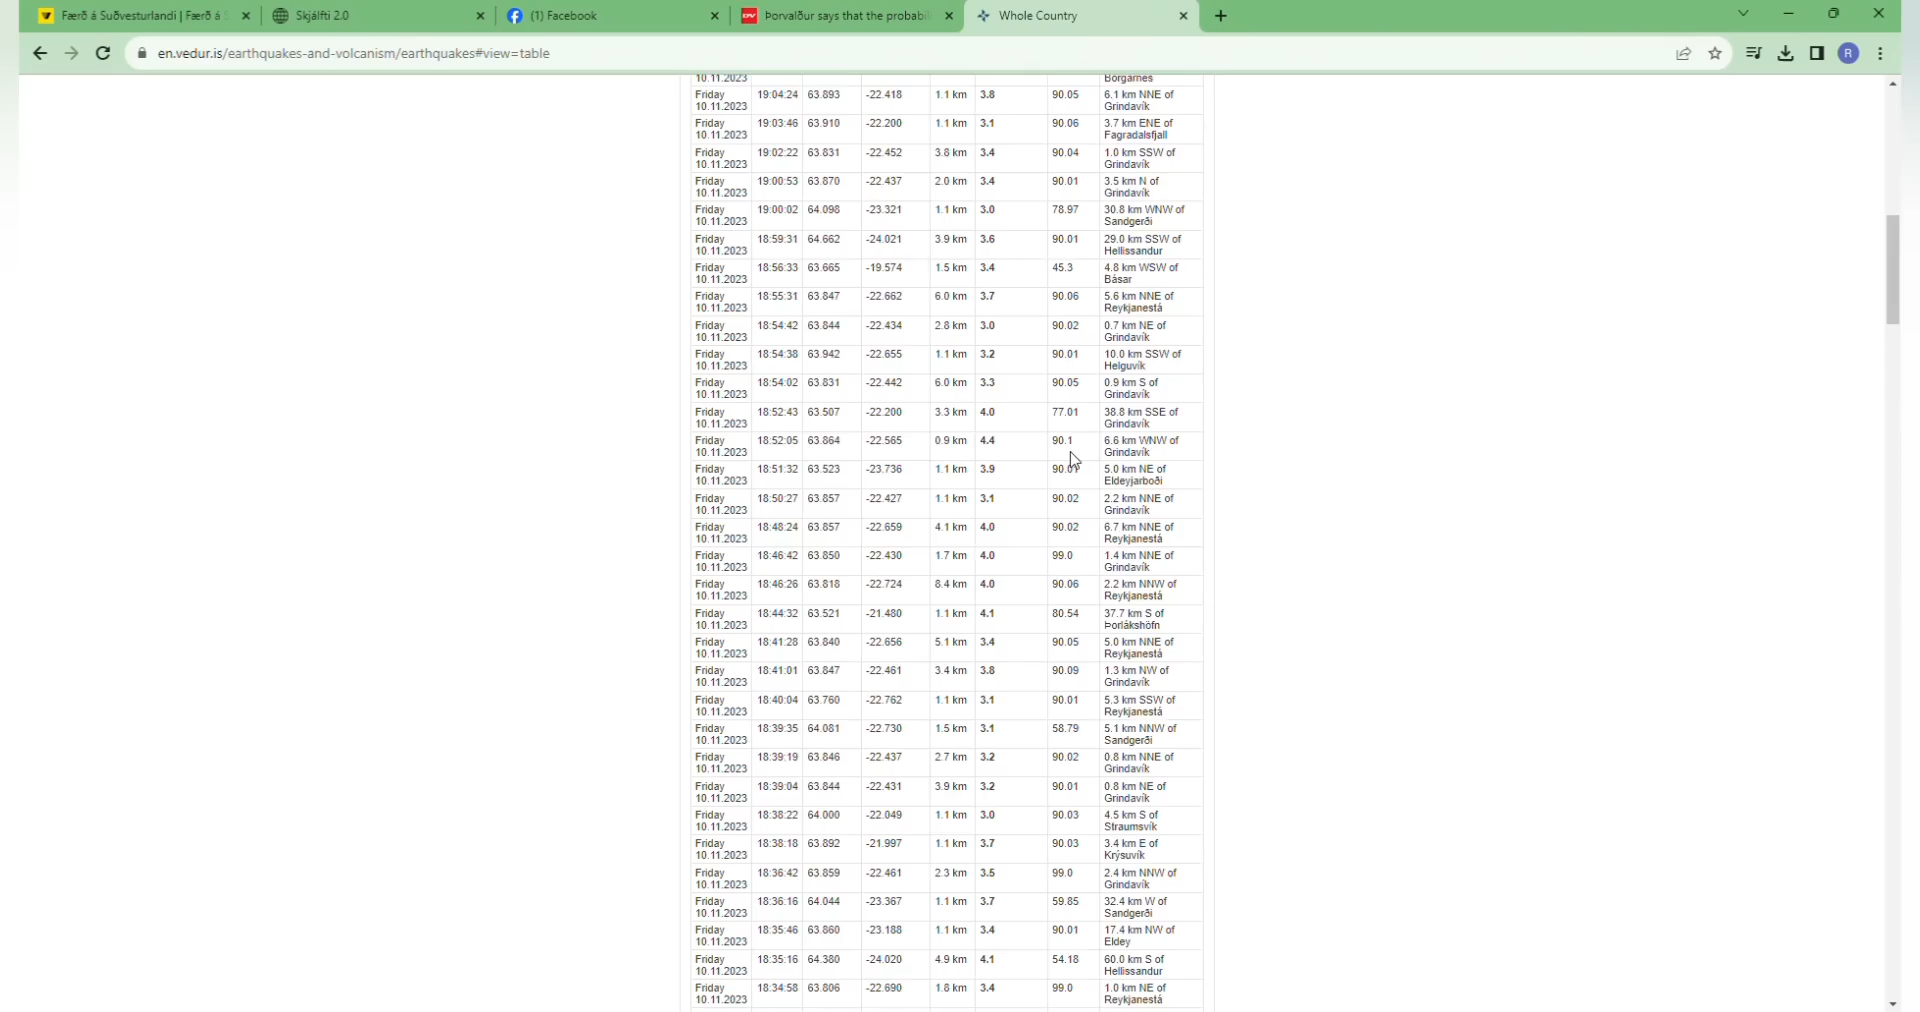 Færð á Suðvesturlandi | Færð á S
Skjálfti 2.0
(1) Facebook
DV Þorvalður says that the probabil
Whole Country
en.vedur.is/earthquakes-and-volcanism/earthquakes#view=table
R
10.11.2023 Borgarnes
Friday 19:04:24 63.893 -22.418 1.1 km 3.8 90.05 6.1 km NNE of
10.11.2023 Grindavík
Friday 19:03:46 63.910 -22.200 1.1 km 3.1 90.06 3.7 km ENE of
10.11.2023 Fagradalsfjall
Friday 19:02:22 63.831 -22.452 3.8 km 3.4 90.04 1.0 km SSW of
10.11.2023 Grindavík
Friday 19:00:53 63.870 -22.437 2.0 km 3.4 90.01 3.5 km N of
10.11.2023 Grindavík
Friday 19:00:02 64.098 -23.321 1.1 km 3.0 78.97 30.8 km WNW of
10.11.2023 Sandgerði
Friday 18:59:31 64.662 -24.021 3.9 km 3.6 90.01 29.0 km SSW of
10.11.2023 Hellissandur
Friday 18:56:33 63.665 -19.574 1.5 km 3.4 45.3 4.8 km WSW of
10.11.2023 Básar
Friday 18:55:31 63.847 -22.662 6.0 km 3.7 90.06 5.6 km NNE of
10.11.2023 Reykjanestá
Friday 18:54:42 63.844 -22.434 2.8 km 3.0 90.02 0.7 km NE of
10.11.2023 Grindavík
Friday 18:54:38 63.942 -22.655 1.1 km 3.2 90.01 10.0 km SSW of
10.11.2023 Helguvík
Friday 18:54:02 63.831 -22.442 6.0 km 3.3 90.05 0.9 km S of
10.11.2023 Grindavík
Friday 18:52:43 63.507 -22.200 3.3 km 4.0 77.01 38.8 km SSE of
10.11.2023 Grindavík
Friday 18:52:05 63.864 -22.565 0.9 km 4.4 90.1 6.6 km WNW of
10.11.2023 Grindavík
Friday 18:51:32 63.523 -23.736 1.1 km 3.9 5.0 km NE of
10.11.2023 Eldeyjarboði
Friday 18:50:27 63.857 -22.427 1.1 km 3.1 90.02 2.2 km NNE of
10.11.2023 Grindavík
Friday 18:48:24 63.857 -22.659 4.1 km 4.0 90.02 6.7 km NNE of
10.11.2023 Reykjanestá
Friday 18:46:42 63.850 -22.430 1.7 km 4.0 99.0 1.4 km NNE of
10.11.2023 Grindavík
Friday 18:46:26 63.818 -22.724 8.4 km 4.0 90.06 2.2 km NNW of
10.11.2023 Reykjanestá
Friday 18:44:32 63.521 -21.480 1.1 km 4.1 80.54 37.7 km S of
10.11.2023 Þorlákshöfn
Friday 18:41:28 63.840 -22.656 5.1 km 3.4 90.05 5.0 km NNE of
10.11.2023 Reykjanestá
Friday 18:41:01 63.847 -22.461 3.4 km 3.8 90.09 1.3 km NW of
10.11.2023 Grindavík
Friday 18:40:04 63.760 -22.762 1.1 km 3.1 90.01 5.3 km SSW of
10.11.2023 Reykjanestá
Friday 18:39:35 64.081 -22.730 1.5 km 3.1 58.79 5.1 km NNW of
10.11.2023 Sandgerði
Friday 18:39:19 63.846 -22.437 2.7 km 3.2 90.02 0.8 km NNE of
10.11.2023 Grindavík
Friday 18:39:04 63.844 -22.431 3.9 km 3.2 90.01 0.8 km NE of
10.11.2023 Grindavík
Friday 18:38:22 64.000 -22.049 1.1 km 3.0 90.03 4.5 km S of
10.11.2023 Straumsvík
Friday 18:38:18 63.892 -21.997 1.1 km 3.7 90.03 3.4 km E of
10.11.2023 Krýsuvík
Friday 18:36:42 63.859 -22.461 2.3 km 3.5 99.0 2.4 km NNW of
10.11.2023 Grindavík
Friday 18:36:16 64.044 -23.367 1.1 km 3.7 59.85 32.4 km W of
10.11.2023 Sandgerði
Friday 18:35:46 63.860 -23.188 1.1 km 3.4 90.01 17.4 km NW of
10.11.2023 Eldey
Friday 18:35:16 64.380 -24.020 4.9 km 4.1 54.18 60.0 km S of
10.11.2023 Hellissandur
Friday 18:34:58 63.806 -22.690 1.8 km 3.4 99.0 1.0 km NE of
10.11.2023 Reykjanestá